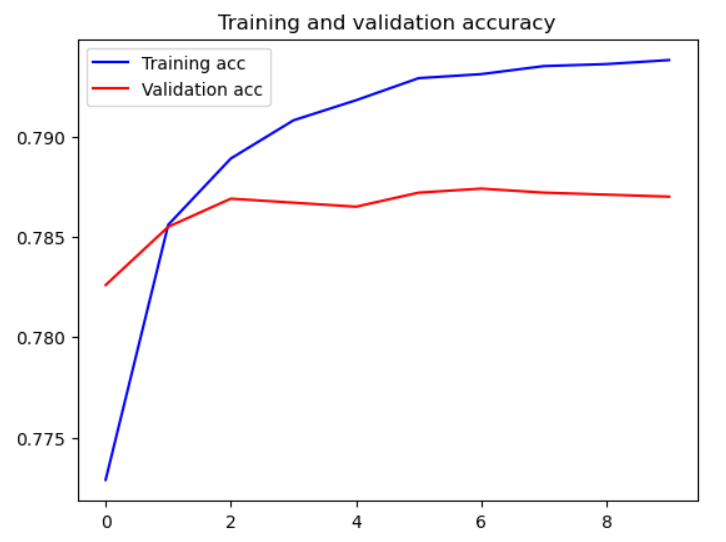 Training and validation accuracy
Training acc
Validation acc
0.790
0.785
0.780
0.775
0 2 4 6 8